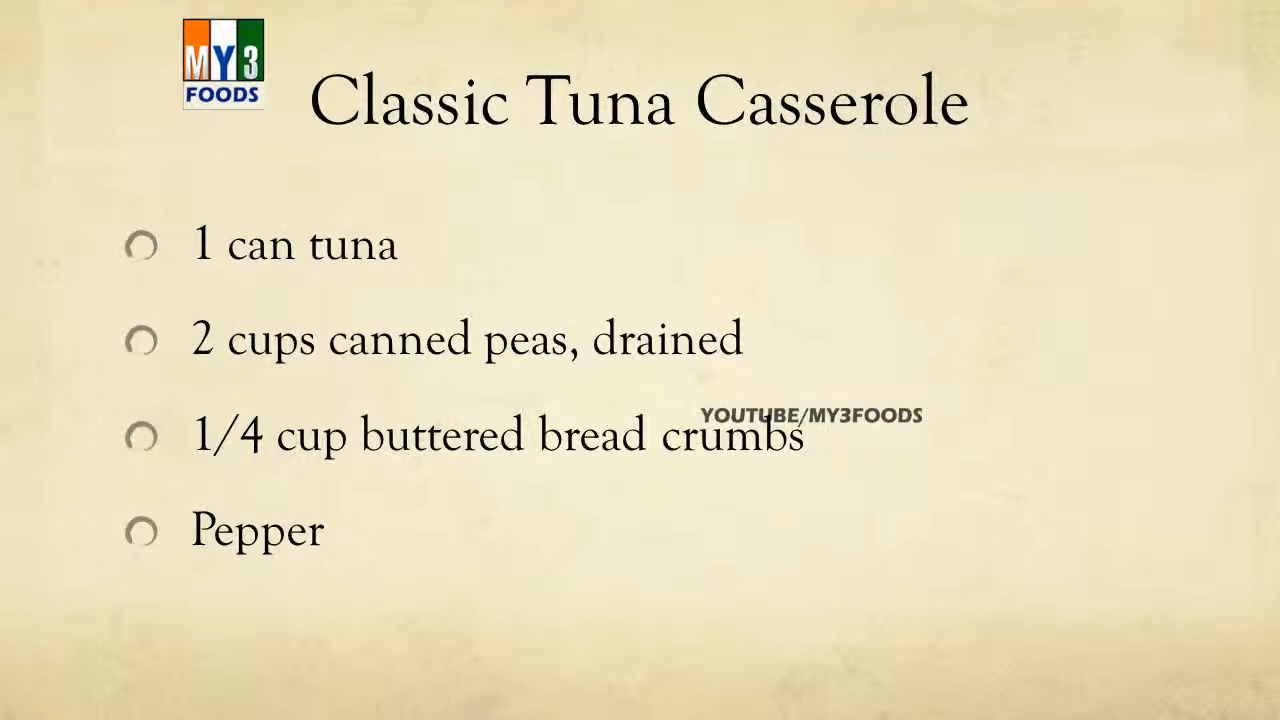 MY3
FOODS
Classic Tuna Casserole
1 can tuna
2 cups canned peas, drained
YOUTUBE/MY3FOODS
1/4 cup buttered bread crumbs
Pepper